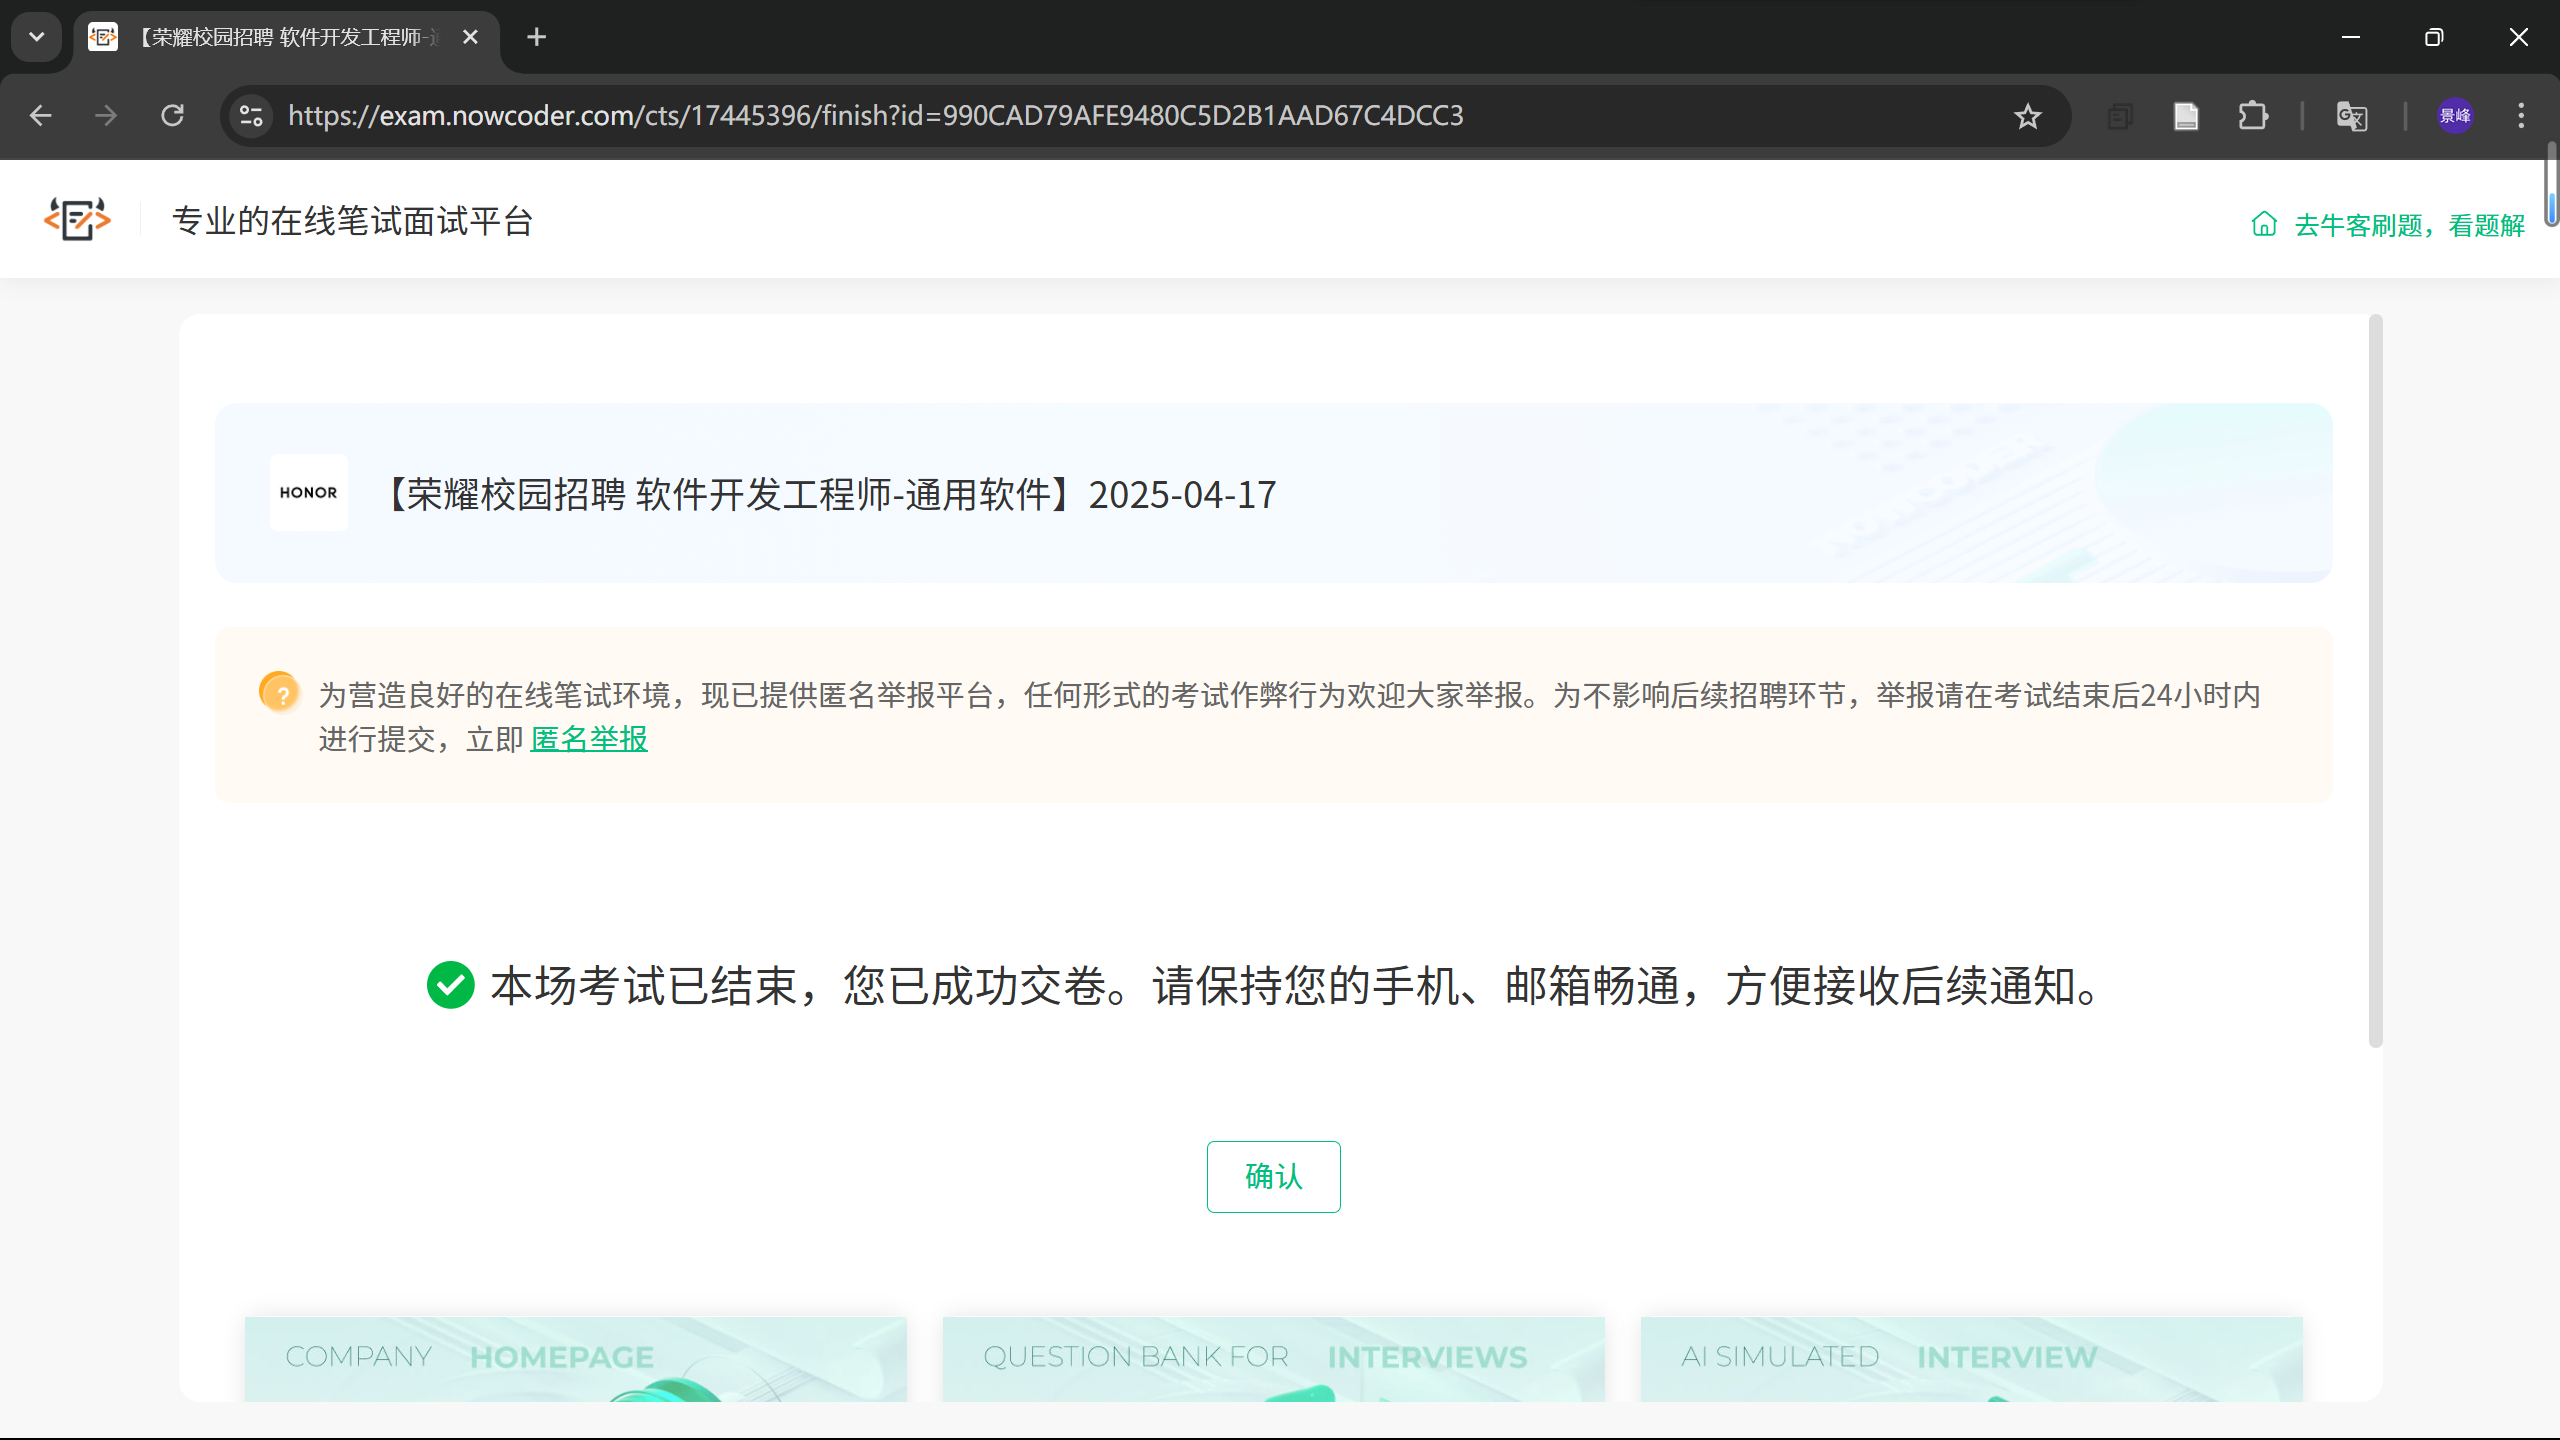 【荣耀校园招聘 软件开发工程师-
https://exam.nowcoder.com/cts/17445396/finish?id=990CAD79AFE9480C5D2B1AAD67C4DCC3
景峰
专业的在线笔试面试平台
去牛客刷题，看题解
HONOR
【荣耀校园招聘 软件开发工程师-通用软件】2025-04-17
为营造良好的在线笔试环境，现已提供匿名举报平台，任何形式的考试作弊行为欢迎大家举报。为不影响后续招聘环节，举报请在考试结束后24小时内
进行提交，立即 匿名举报
本场考试已结束，您已成功交卷。请保持您的手机、邮箱畅通，方便接收后续通知。
确认
COMPANY HOMEPAGE
QUESTION BANK FOR INTERVIEWS
AI SIMULATED INTERVIEW